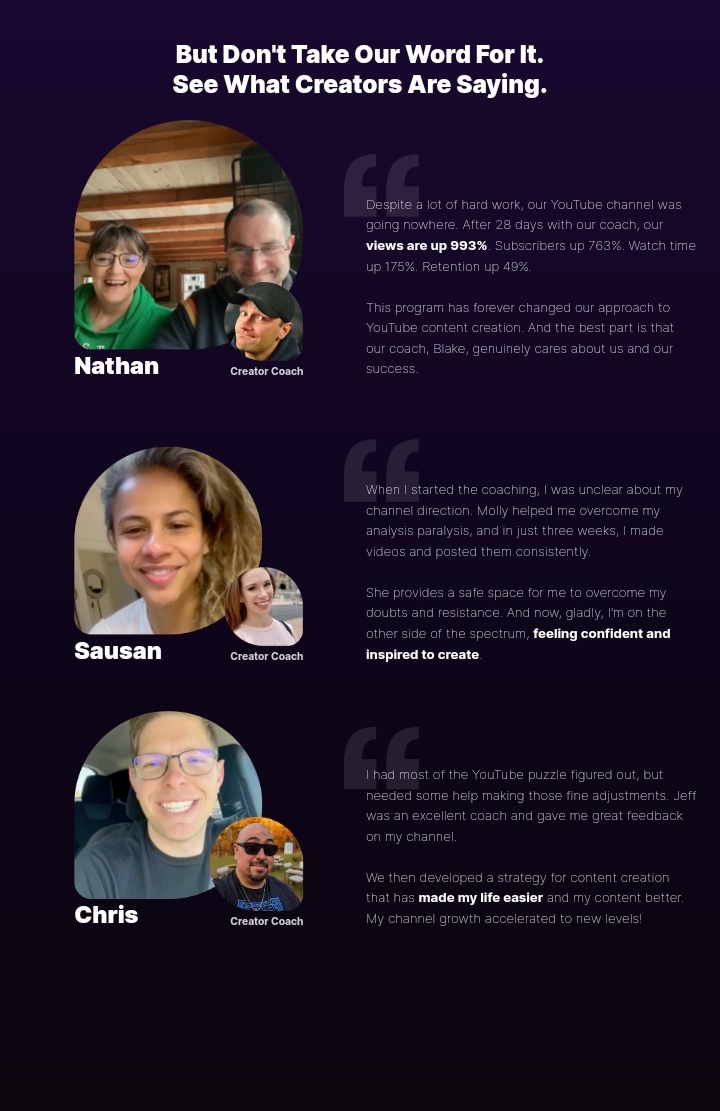 But Don't Take Our Word For It.
See What Creators Are Saying.
Despite a lot of hard work, our YouTube channel was
going nowhere. After 28 days with our coach, our
views are up 993%. Subscribers up 763%. Watch time
up 175%. Retention up 49%.
This program has forever changed our approach to
YouTube content creation. And the best part is that
our coach, Blake, genuinely cares about us and our
success.
Nathan
Creator Coach
When I started the coaching, I was unclear about my
channel direction. Molly helped me overcome my
analysis paralysis, and in just three weeks, I made
videos and posted them consistently.
She provides a safe space for me to overcome my
doubts and resistance. And now, gladly, I'm on the
other side of the spectrum, feeling confident and
inspired to create.
Sausan
Creator Coach
I had most of the YouTube puzzle figured out, but
needed some help making those fine adjustments. Jeff
was an excellent coach and gave me great feedback
on my channel.
We then developed a strategy for content creation
that has made my life easier and my content better.
My channel growth accelerated to new levels!
Chris
Creator Coach